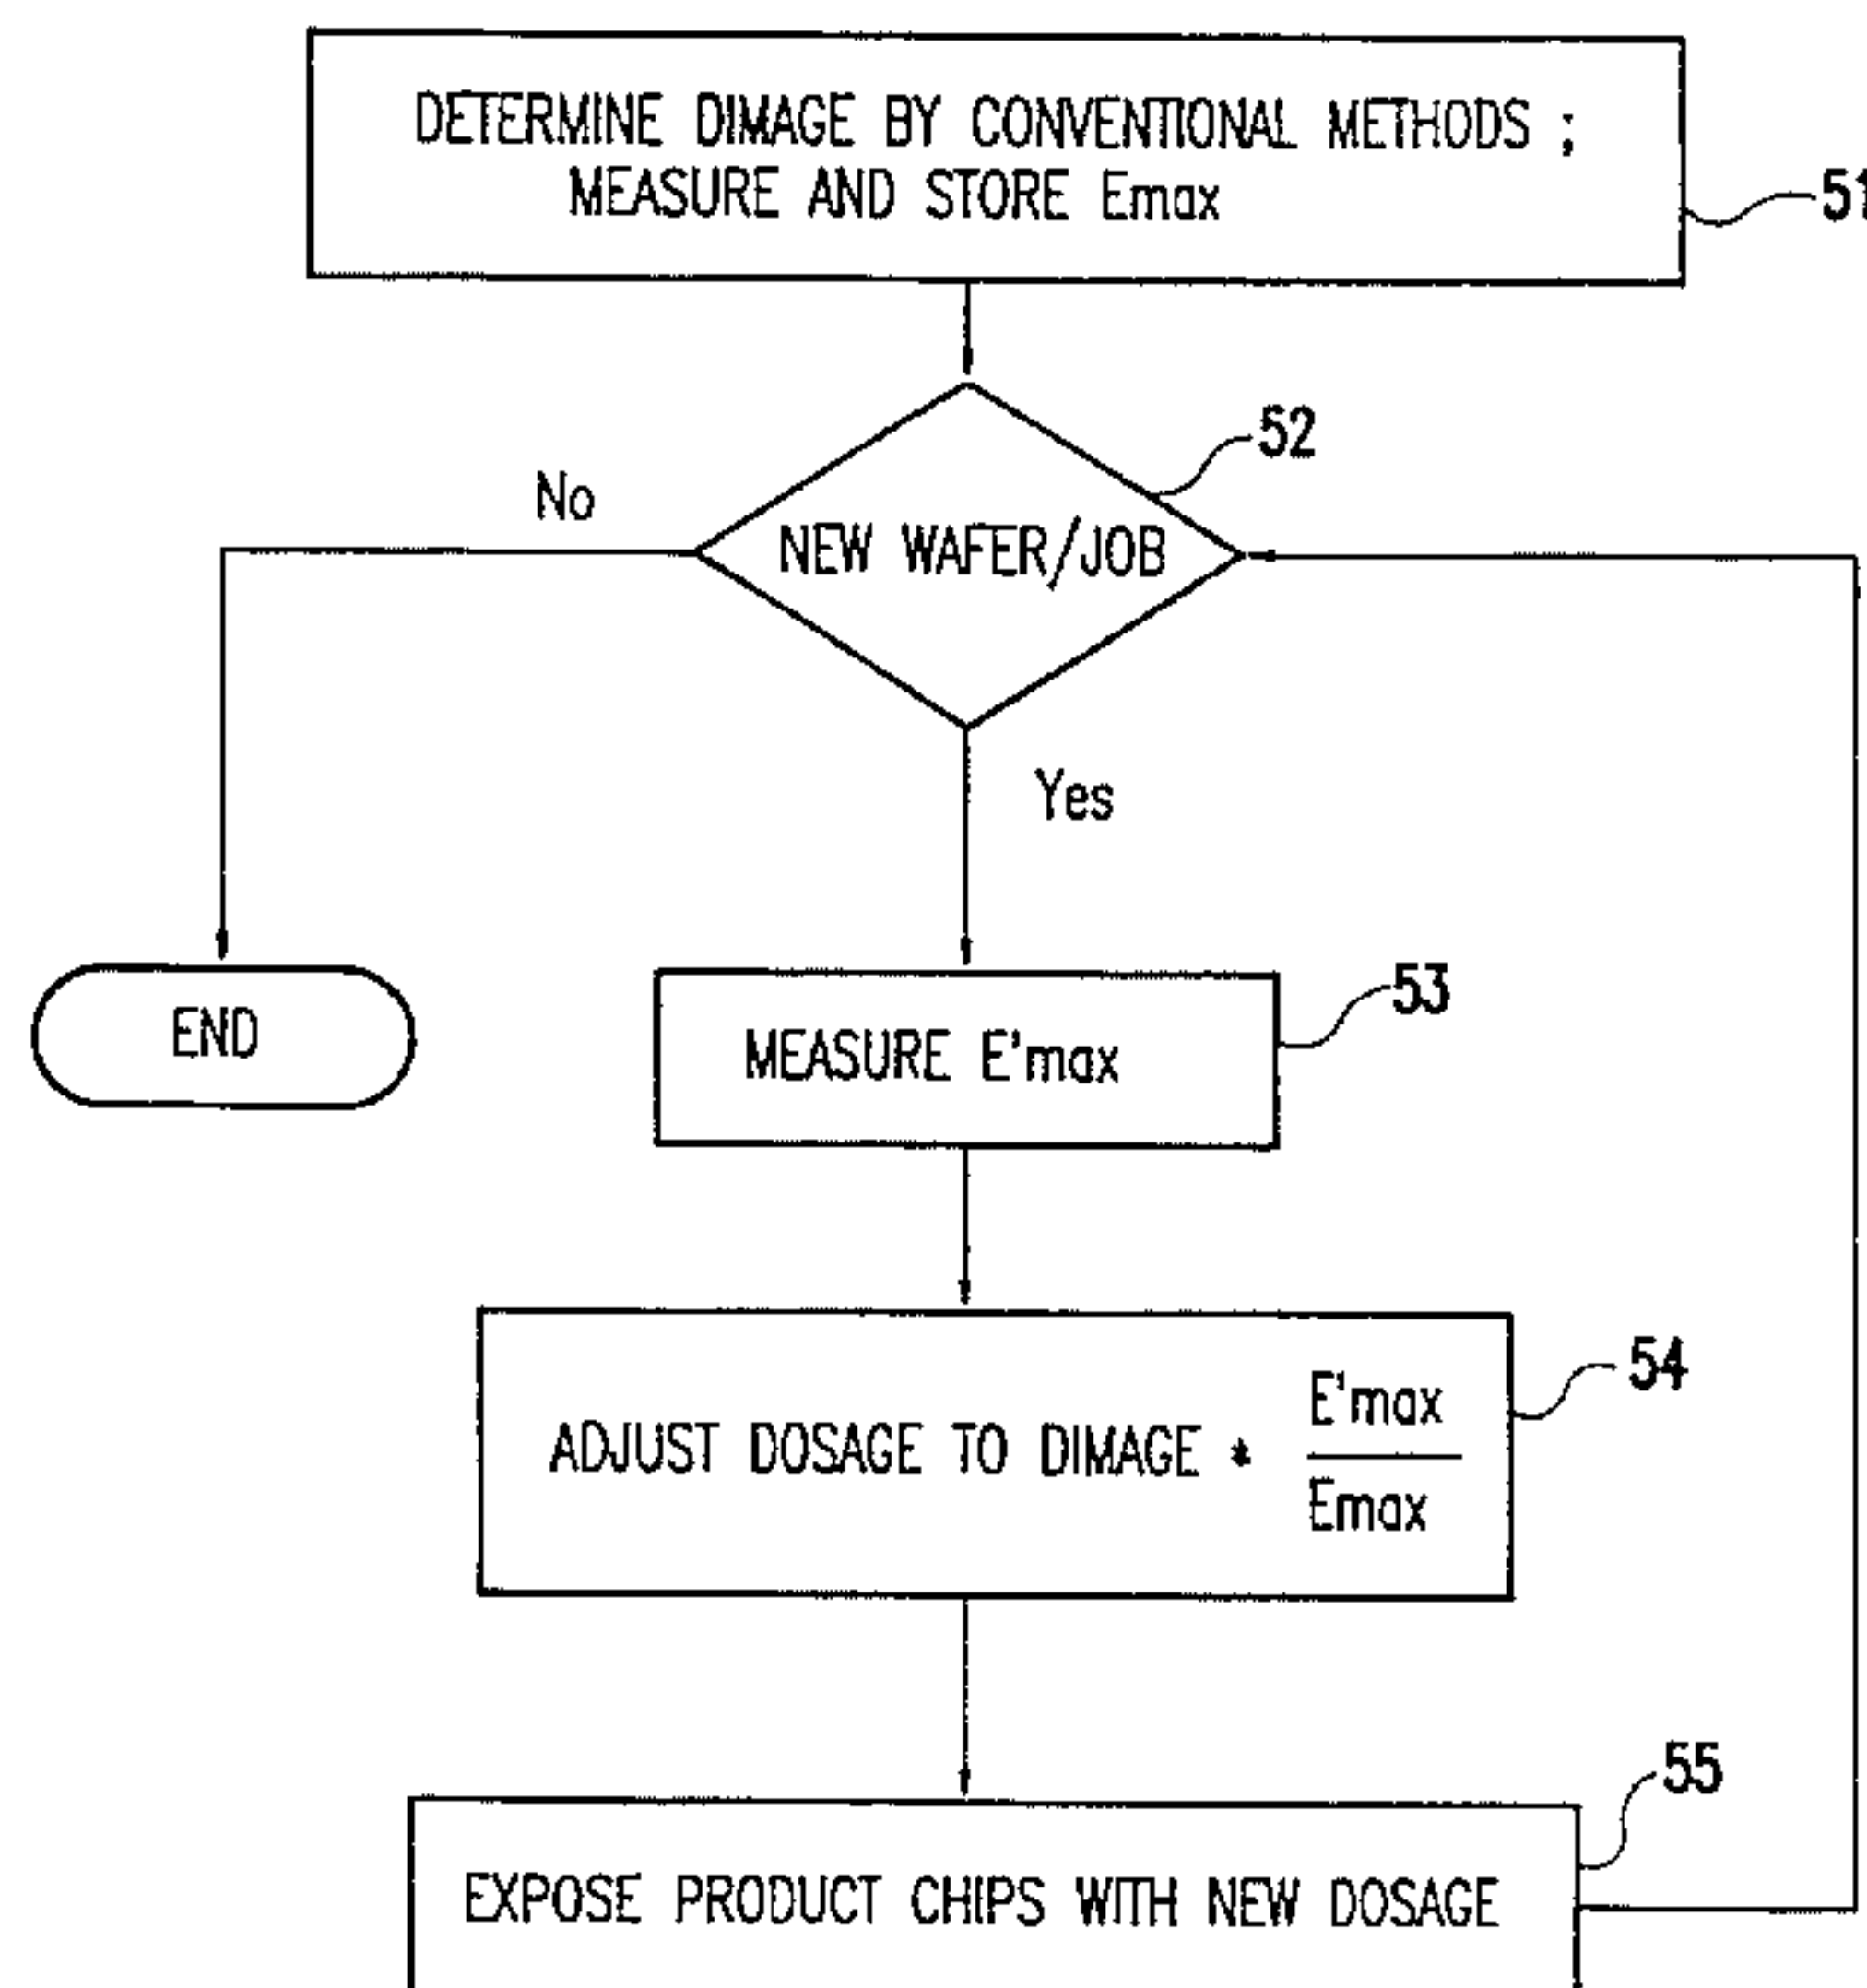 DETERMINE DIMAGE BY CONVENTIONAL METHODS ;
MEASURE AND STORE Emax
51
52
No
NEW WAFER/JOB
Yes
END
MEASURE E'max
53
ADJUST DOSAGE TO DIMAGE * E'max
Emax
54
55
EXPOSE PRODUCT CHIPS WITH NEW DOSAGE